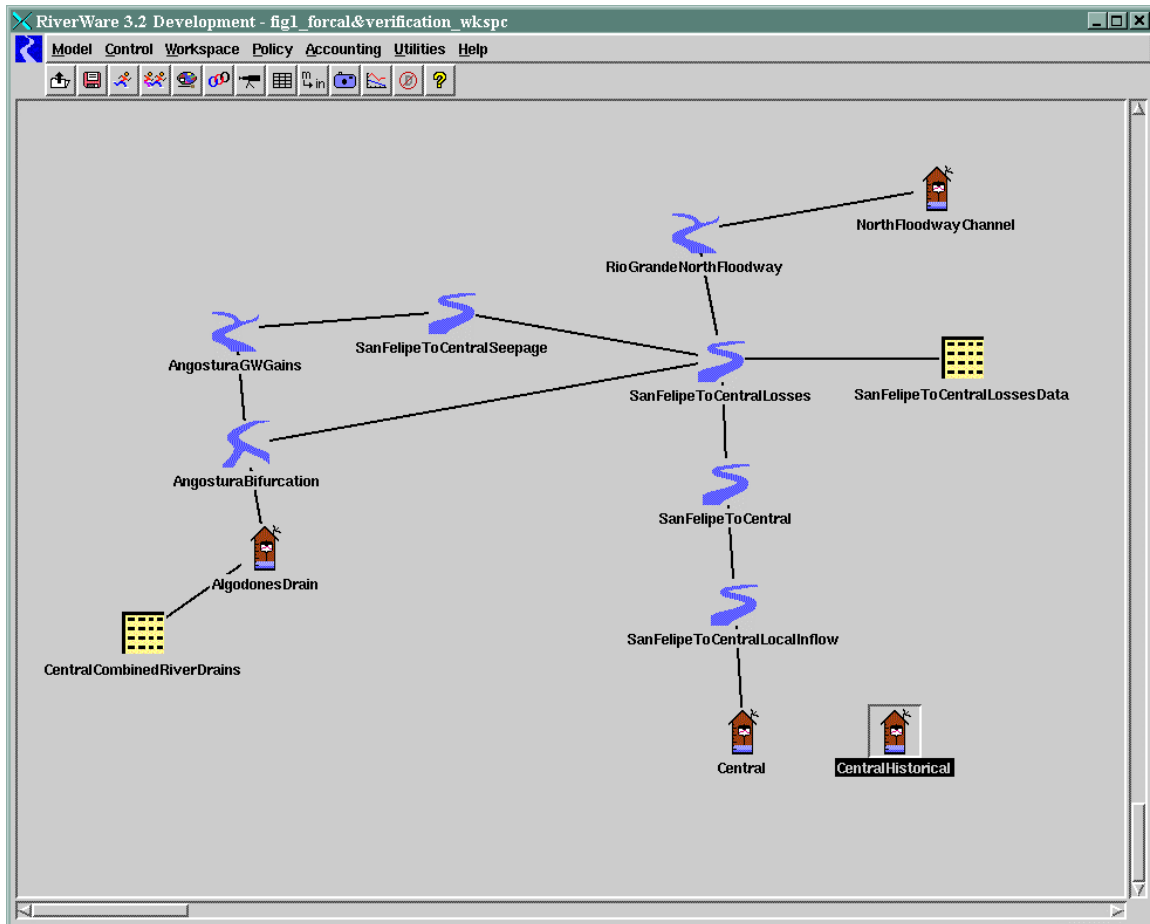 RiverWare 3.2 Development - fig1_forcal&verification_wkspc
Model Control Workspace Policy Accounting Utilities Help
m in ?
NorthFloodwayChannel
RioGrandeNorthFloodway
SanFelipeToCentralSeepage
AngosturaGWGains
SanFelipeToCentralLosses
SanFelipeToCentralLossesData
AngosturaBifurcation
SanFelipeToCentral
AlgodonesDrain
SanFelipeToCentralLocalInflow
CentralCombinedRiverDrains
Central
CentralHistorical